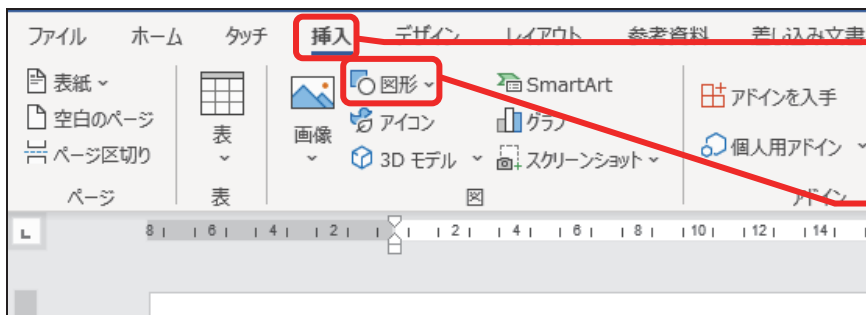 ファイル ホーム タッチ 挿入 デザイン レイアウト 参考資料 差し込み文書
表紙
空白のページ
ページ区切り
ページ
表
表
画像
図形
アイコン
3D モデル
SmartArt
グラフ
スクリーンショット
図
アドインを入手
個人用アドイン
アドイン
L 8 6 4 2 2 4 6 8 10 12 14